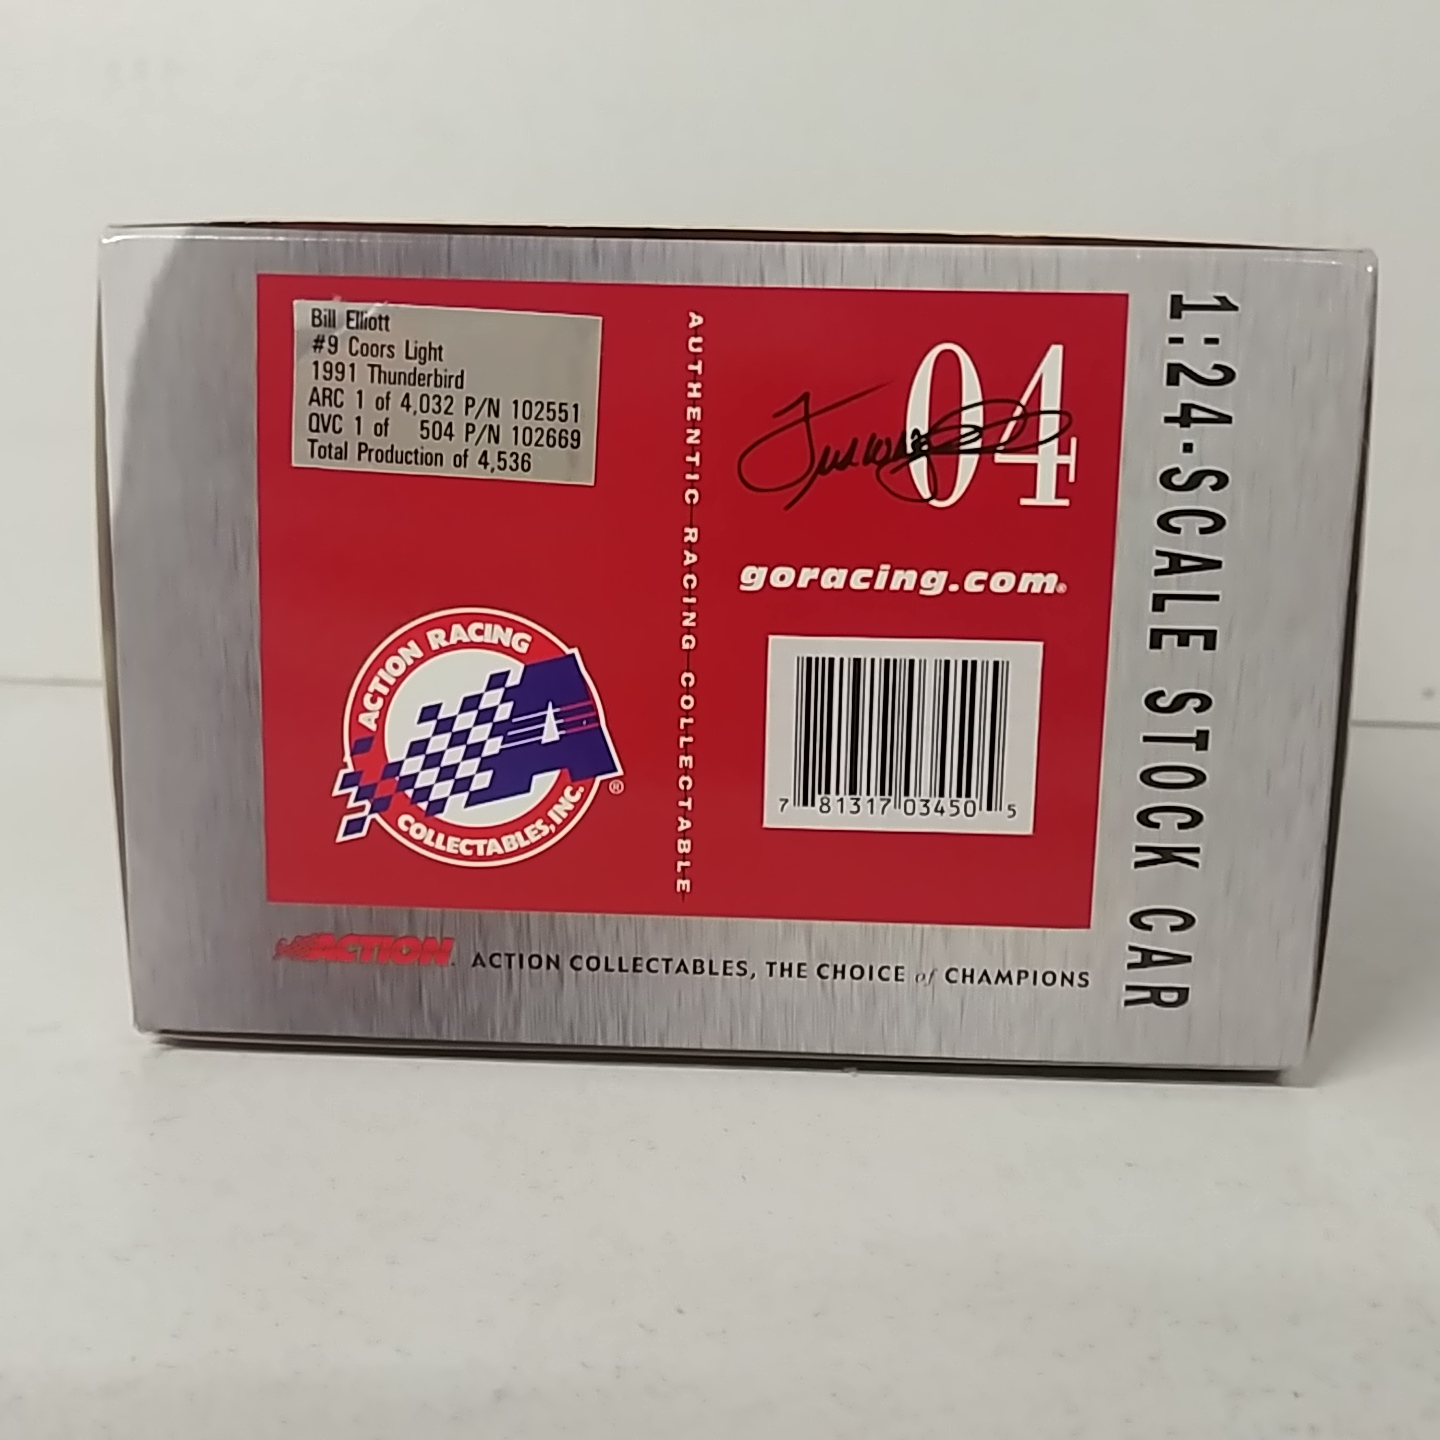 Bill Elliott
#9 Coors Light
1991 Thunderbird
ARC 1 of 4,032 P/N 102551
QVC 1 of 504 P/N 102669
Total Production of 4,536
ACTION RACING
COLLECTABLES, INC.
®
AUTHENTIC RACING COLLECTABLE
04
goracing.com®
7 81317 03450 5
1:24-SCALE STOCK CAR
ACTION
ACTION COLLECTABLES, THE CHOICE of CHAMPIONS